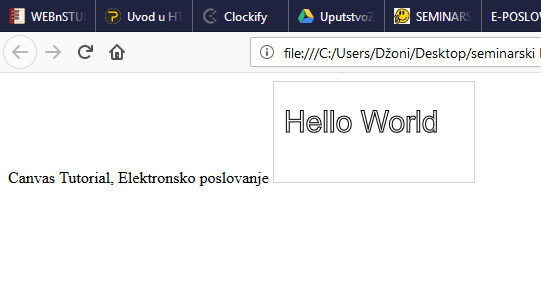 WEBnSTU
Uvod u HT
Clockify
UputstvoZ
SEMINARS
E-POSLOV
file:///C:/Users/Džoni/Desktop/seminarski
Hello World
Canvas Tutorial, Elektronsko poslovanje